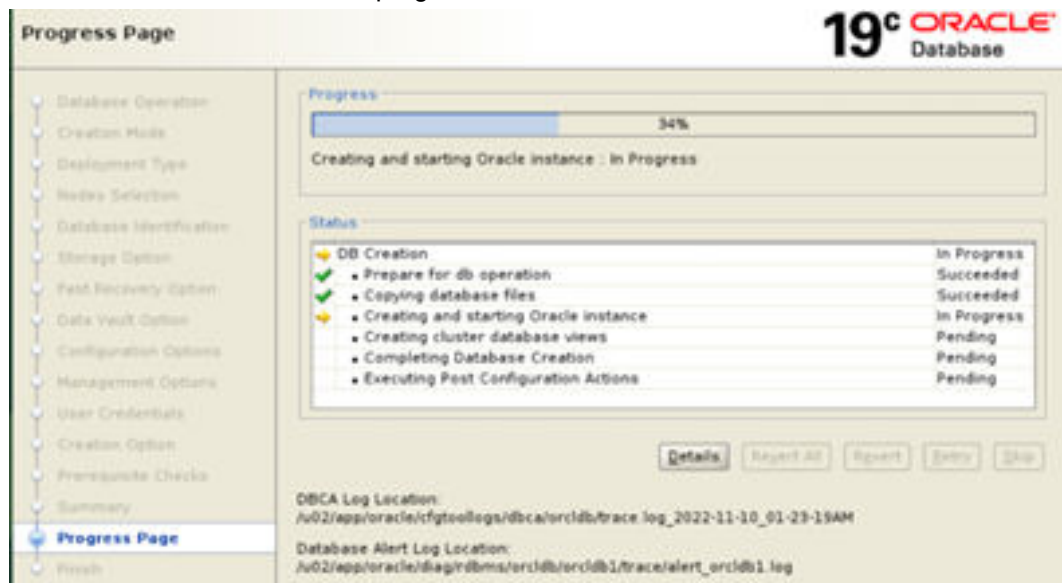 Progress Page
19c ORACLE
Database
Database Operation
Creation Mode
Deployment Type
Nodes Selection
Database Identification
Storage Option
Fast Recovery Option
Data Vault Option
Configuration Options
Management Options
User Credentials
Creation Option
Prerequisite Checks
Summary
Progress Page
Finish
Progress
34%
Creating and starting Oracle instance : In Progress
Status
DB Creation In Progress
Prepare for db operation Succeeded
Copying database files Succeeded
Creating and starting Oracle instance In Progress
Creating cluster database views Pending
Completing Database Creation Pending
Executing Post Configuration Actions Pending
Details Revert All Revert Retry Skip
DBCA Log Location:
/u02/app/oracle/cfgtoollogs/dbca/orcldb/trace.log_2022-11-10_01-23-19AM
Database Alert Log Location:
/u02/app/oracle/diag/rdbms/orcldb/orcldb1/trace/alert_orcldb1.log